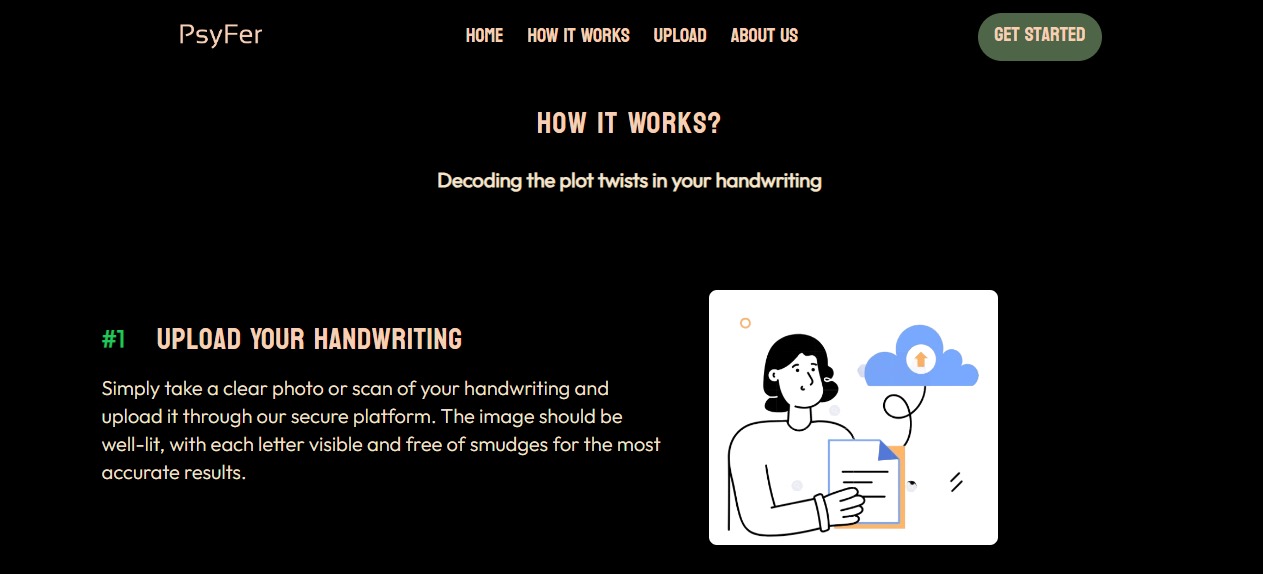 PsyFer
HOME HOW IT WORKS UPLOAD ABOUT US
GET STARTED
HOW IT WORKS?
Decoding the plot twists in your handwriting
#1 UPLOAD YOUR HANDWRITING
Simply take a clear photo or scan of your handwriting and
upload it through our secure platform. The image should be
well-lit, with each letter visible and free of smudges for the most
accurate results.